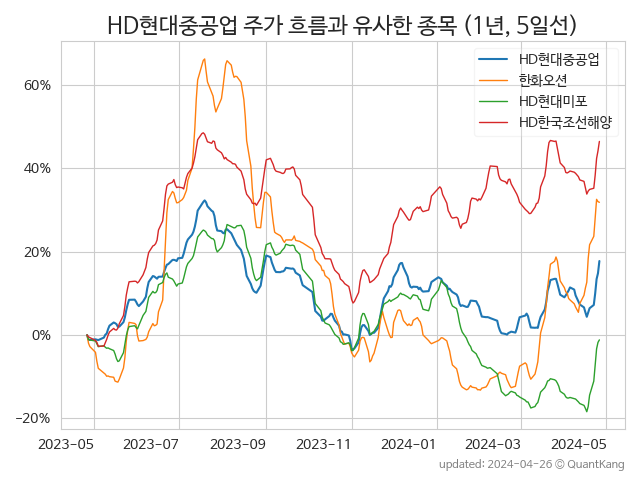 HD현대중공업 주가 흐름과 유사한 종목 (1년, 5일선)
HD현대중공업
한화오션
HD현대미포
HD한국조선해양
60%
40%
20%
0%
−20%
2023-05 2023-07 2023-09 2023-11 2024-01 2024-03 2024-05
updated: 2024-04-26 © QuantKang